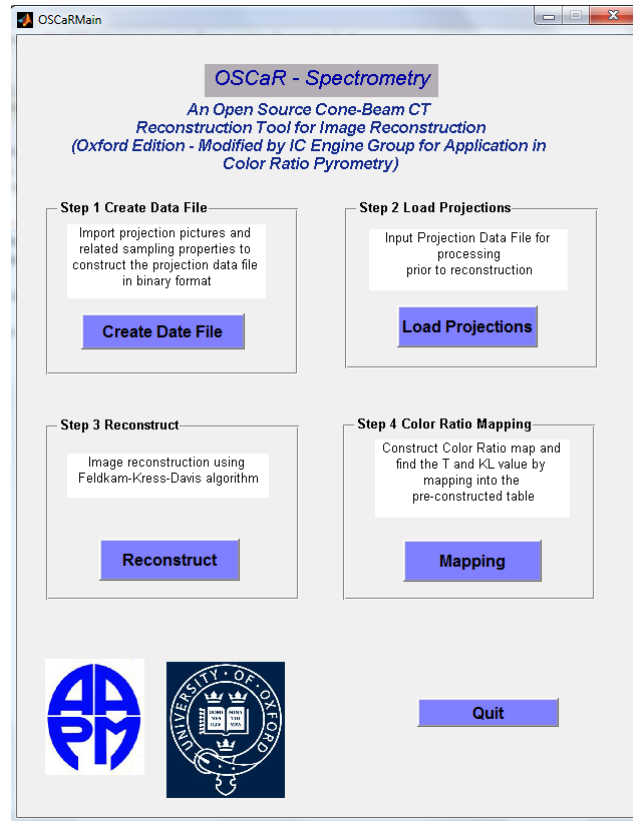 OSCaRMain
OSCaR - Spectrometry
An Open Source Cone-Beam CT
Reconstruction Tool for Image Reconstruction
(Oxford Edition - Modified by IC Engine Group for Application in
Color Ratio Pyrometry)
Step 1 Create Data File
Import projection pictures and
related sampling properties to
construct the projection data file
in binary format
Create Date File
Step 2 Load Projections
Input Projection Data File for
processing
prior to reconstruction
Load Projections
Step 3 Reconstruct
Image reconstruction using
Feldkam-Kress-Davis algorithm
Reconstruct
Step 4 Color Ratio Mapping
Construct Color Ratio map and
find the T and KL value by
mapping into the
pre-constructed table
Mapping
AAPM
UNIVERSITY·OF·OXFORD
Quit